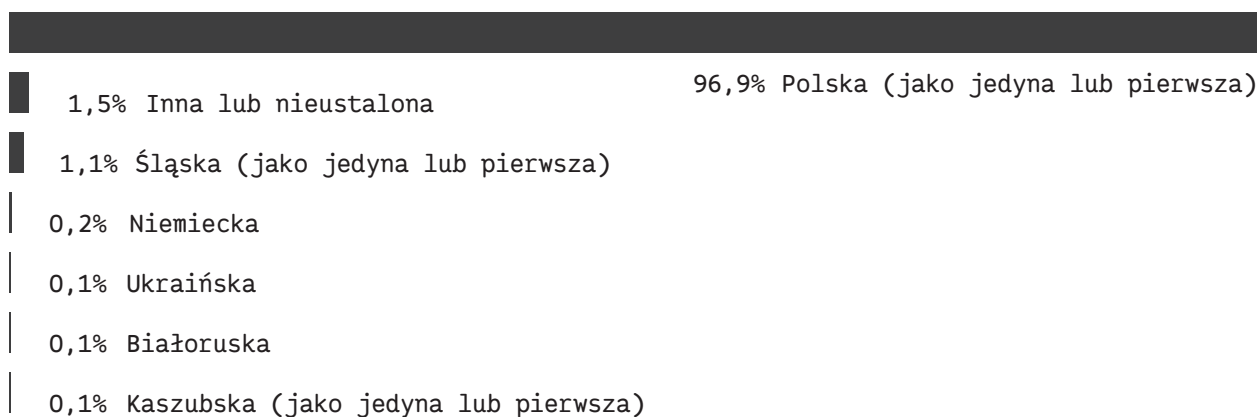 96,9% Polska (jako jedyna lub pierwsza)
1,5% Inna lub nieustalona
1,1% Śląska (jako jedyna lub pierwsza)
0,2% Niemiecka
0,1% Ukraińska
0,1% Białoruska
0,1% Kaszubska (jako jedyna lub pierwsza)